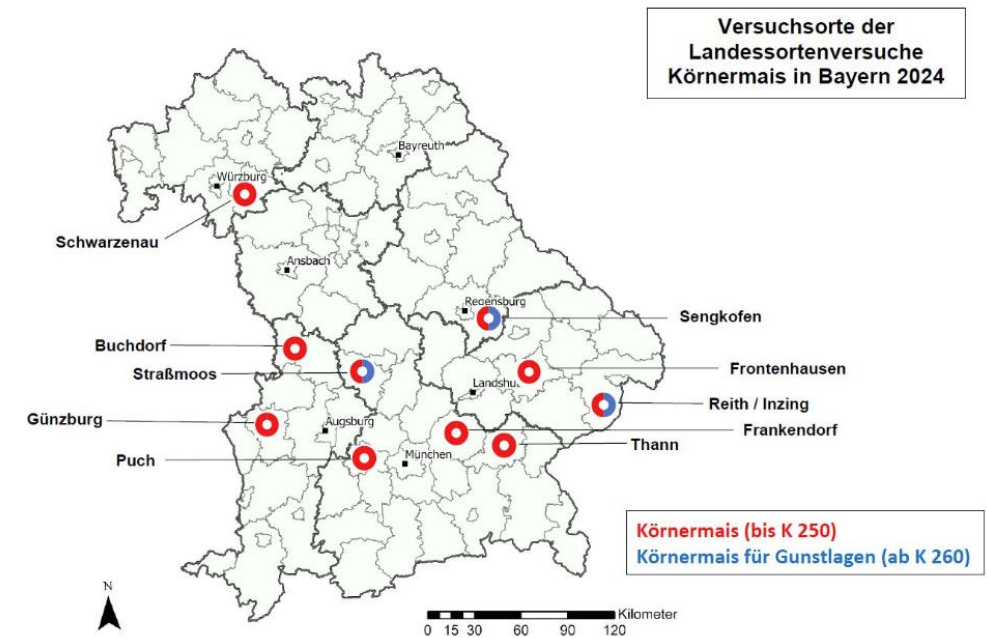 Versuchsorte der
Landessortenversuche
Körnermais in Bayern 2024
Bayreuth
Würzburg
Schwarzenau
Ansbach
Regensburg
Sengkofen
Buchdorf
Straßmoos
Frontenhausen
Landshut
Reith / Inzing
Günzburg
Augsburg
Frankendorf
Thann
Puch
München
Körnermais (bis K 250)
Körnermais für Gunstlagen (ab K 260)
N
Kilometer
0 15 30 60 90 120